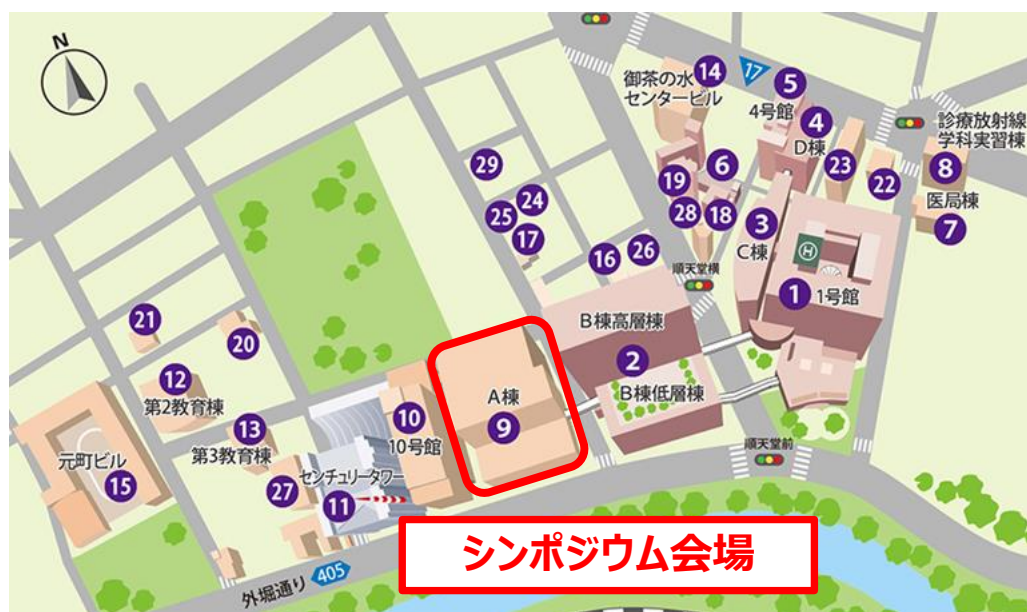 N
14
17
5
御茶の水
センタービル
4号館
4
D棟
診療放射線
学科実習棟
29
6
23
8
19
22
24
医局棟
25
28
18
3
7
17
C棟
16
26
順天堂横
H
1
1号館
21
B棟高層棟
20
2
12
A棟
B棟低層棟
第2教育棟
10
9
13
10号館
順天堂前
元町ビル
第3教育棟
15
センチュリータワー
27
11
シンポジウム会場
外堀通り 405